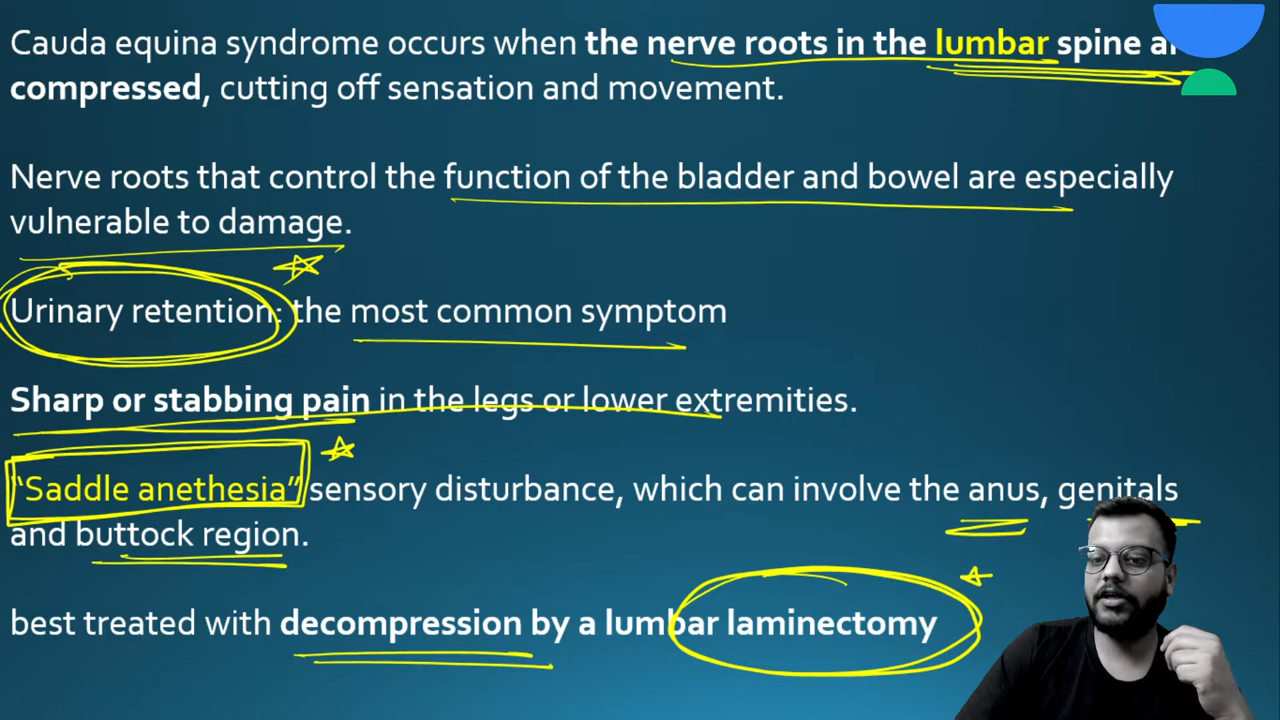 Cauda equina syndrome occurs when the nerve roots in the lumbar spine
compressed, cutting off sensation and movement.
Nerve roots that control the function of the bladder and bowel are especially
vulnerable to damage.
Urinary retention: the most common symptom
Sharp or stabbing pain in the legs or lower extremities.
“Saddle anethesia” sensory disturbance, which can involve the anus, genitals
and buttock region.
best treated with decompression by a lumbar laminectomy